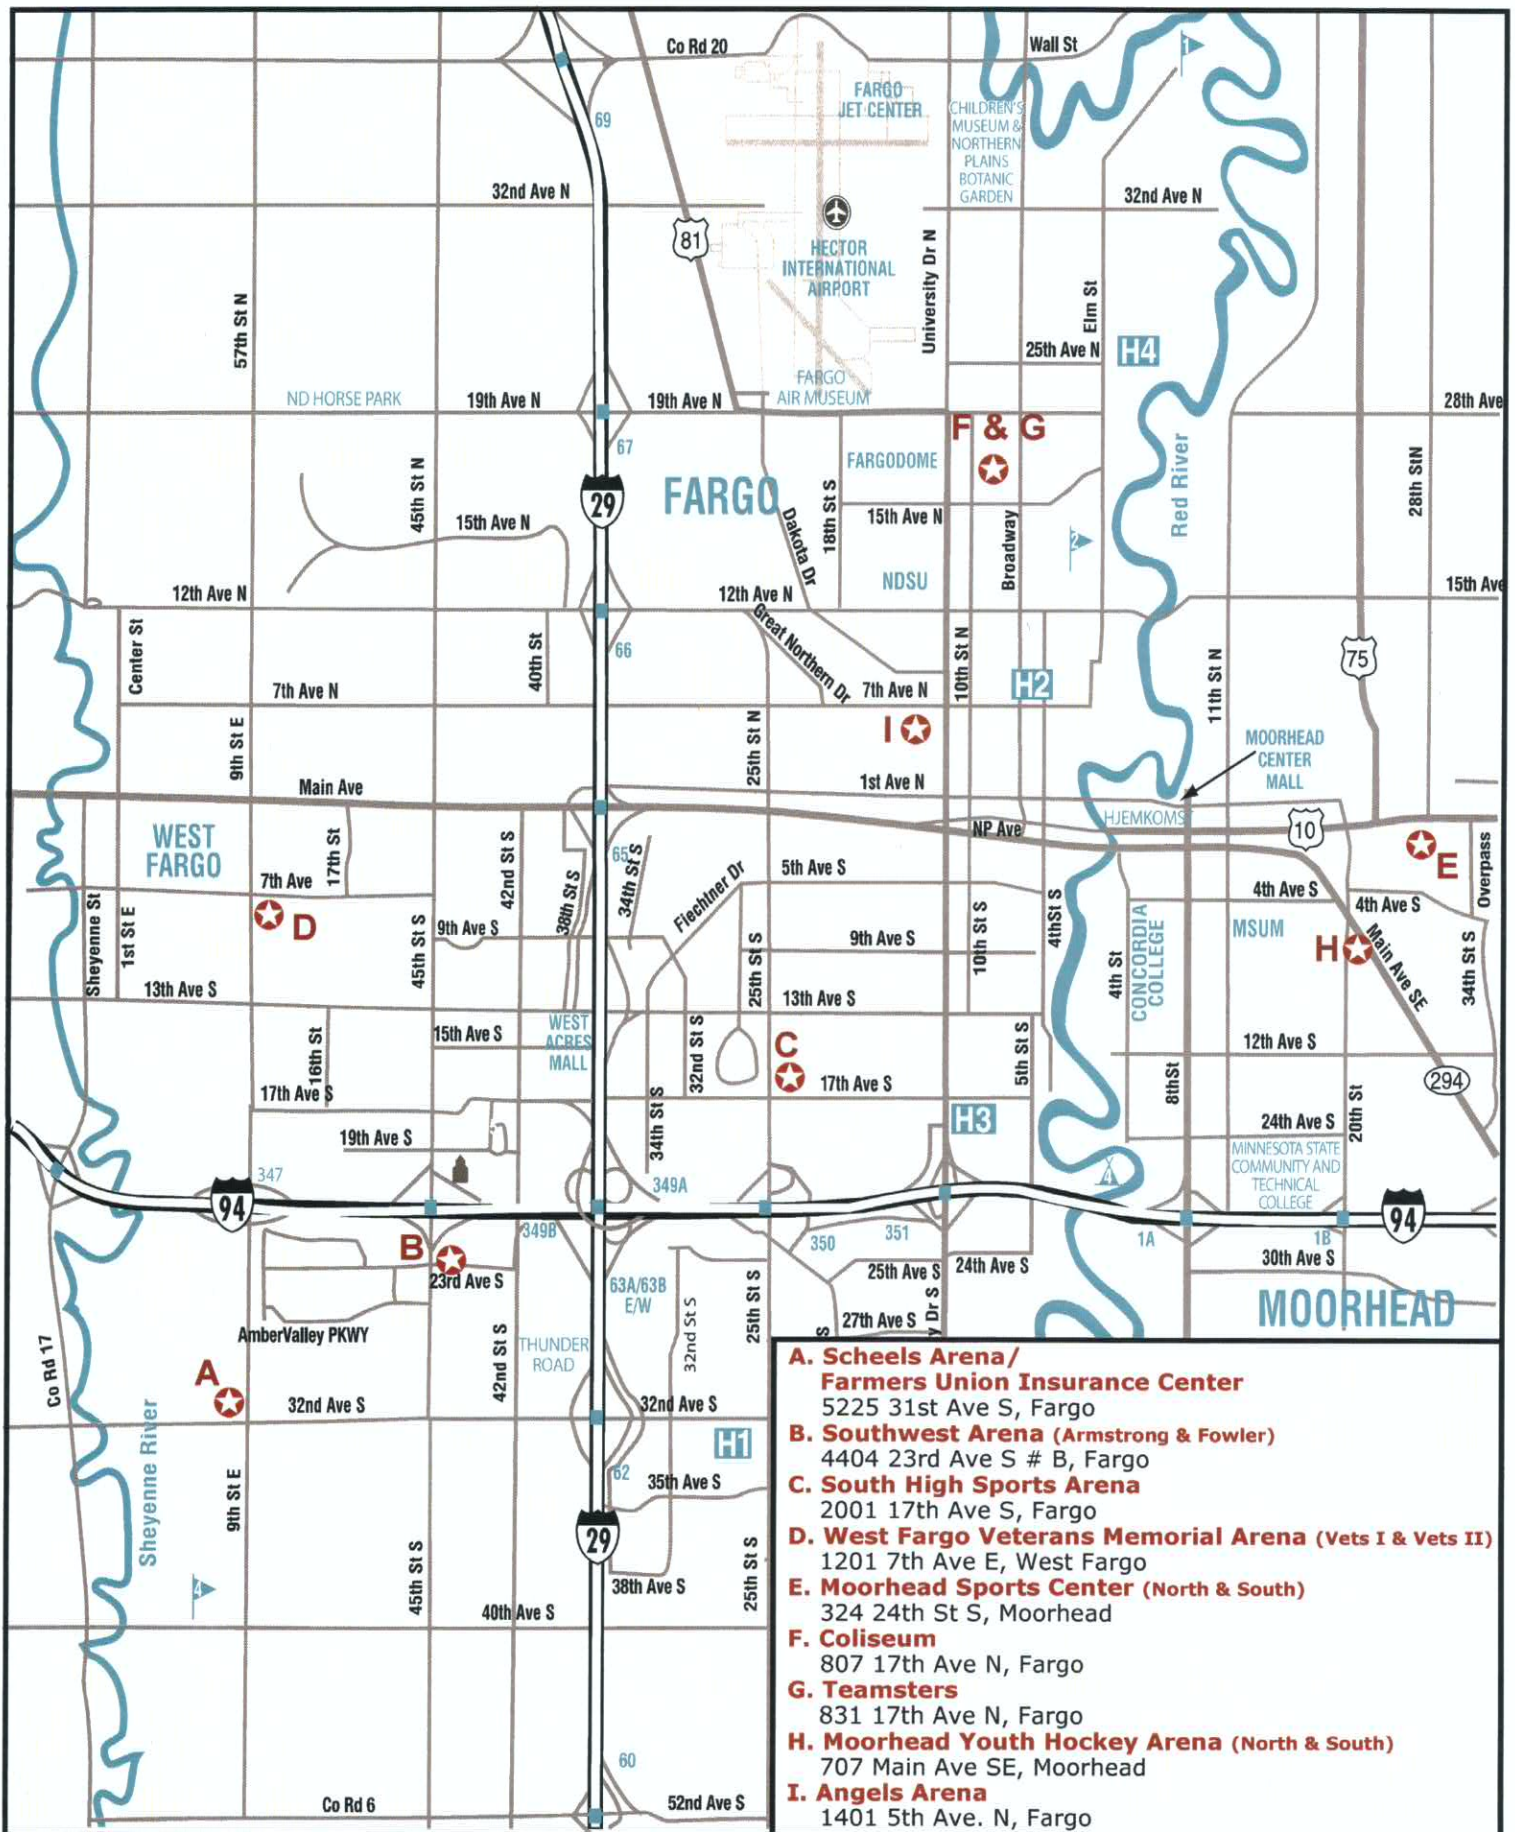 Co Rd 20
Wall St
1
FARGO
JET CENTER
CHILDREN'S
MUSEUM &
NORTHERN
PLAINS
BOTANIC
GARDEN
69
32nd Ave N
32nd Ave N
81
HECTOR
INTERNATIONAL
AIRPORT
University Dr N
57th St N
Elm St
25th Ave N
H4
ND HORSE PARK
19th Ave N
19th Ave N
FARGO
AIR MUSEUM
28th Ave
F & G
67
FARGODOME
Red River
28th StN
45th St N
29
FARGO
18th St S
15th Ave N
15th Ave N
Dakota Dr
Broadway
2
NDSU
12th Ave N
12th Ave N
15th Ave
Great Northern Dr
Center St
40th St
66
10th St N
11th St N
75
7th Ave N
7th Ave N
H2
9th St E
25th St N
I
MOORHEAD
CENTER
MALL
Main Ave
1st Ave N
HJEMKOMST
NP Ave
10
WEST
FARGO
17th St
42nd St S
65
34th St S
38th St S
Fiechtner Dr
5th Ave S
E
Overpass
7th Ave
4th Ave S
4th Ave S
Sheyenne St
1st St E
D
45th St S
9th Ave S
25th St S
9th Ave S
10th St S
4thSt S
CONCORDIA
COLLEGE
MSUM
H
Main Ave SE
34th St S
4th St
13th Ave S
13th Ave S
WEST
ACRES
MALL
15th Ave S
16th St
32nd St S
C
5th St S
12th Ave S
17th Ave S
17th Ave S
34th St S
8thSt
294
20th St
H3
24th Ave S
19th Ave S
MINNESOTA STATE
COMMUNITY AND
TECHNICAL
COLLEGE
347
349A
4
94
94
349B
350
351
1A
1B
B
23rd Ave S
63A/63B
E/W
25th Ave S
24th Ave S
30th Ave S
MOORHEAD
25th St S
32nd St S
27th Ave S
y Dr S
S
AmberValley PKWY
42nd St S
THUNDER
ROAD
Co Rd 17
A
32nd Ave S
32nd Ave S
H1
Sheyenne River
9th St E
62
35th Ave S
29
45th St S
25th St S
4
38th Ave S
40th Ave S
60
Co Rd 6
52nd Ave S
A. Scheels Arena/
Farmers Union Insurance Center
5225 31st Ave S, Fargo
B. Southwest Arena (Armstrong & Fowler)
4404 23rd Ave S # B, Fargo
C. South High Sports Arena
2001 17th Ave S, Fargo
D. West Fargo Veterans Memorial Arena (Vets I & Vets II)
1201 7th Ave E, West Fargo
E. Moorhead Sports Center (North & South)
324 24th St S, Moorhead
F. Coliseum
807 17th Ave N, Fargo
G. Teamsters
831 17th Ave N, Fargo
H. Moorhead Youth Hockey Arena (North & South)
707 Main Ave SE, Moorhead
I. Angels Arena
1401 5th Ave. N, Fargo